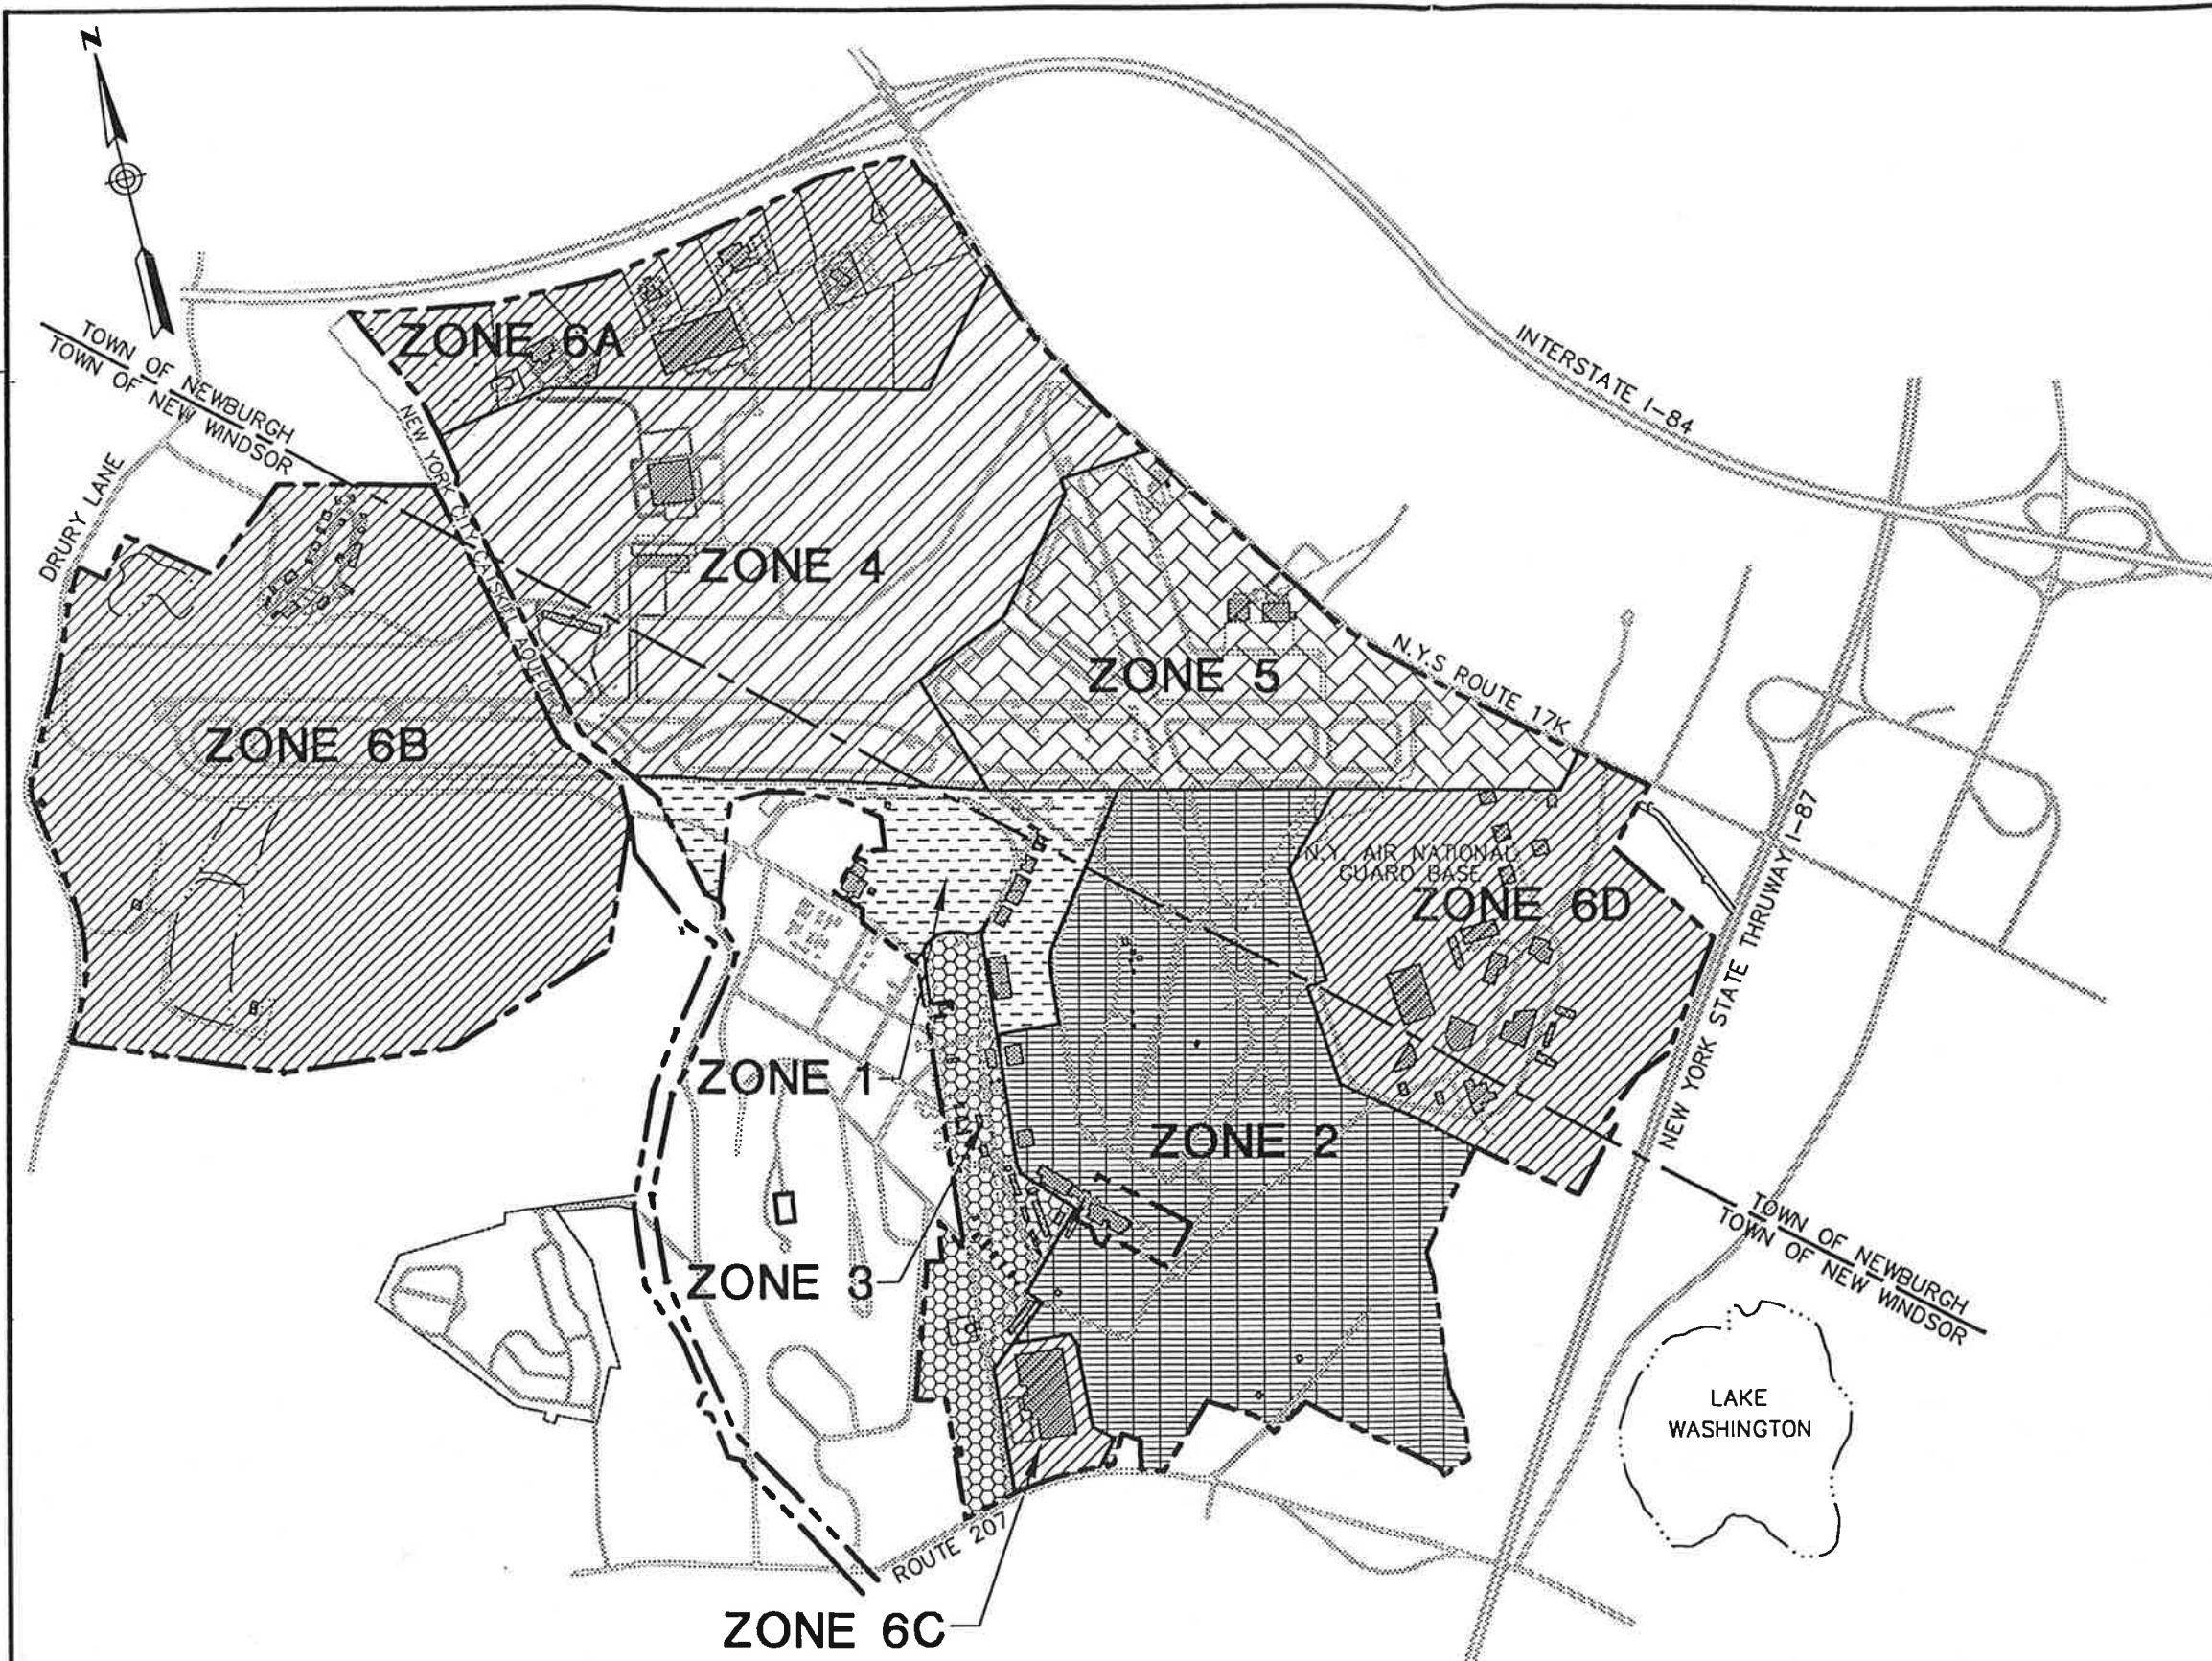 N
INTERSTATE I-84
TOWN OF NEWBURGH
TOWN OF NEW
WINDSOR
ZONE 6A
NEW YORK CITY CATSKILL AQUEDUCT
DRURY LANE
ZONE 4
ZONE 5
N.Y.S ROUTE 17K
ZONE 6B
N.Y. AIR NATIONAL
GUARD BASE
ZONE 6D
NEW YORK STATE THRUWAY I-87
ZONE 1
ZONE 2
ZONE 3
TOWN OF NEWBURGH
TOWN OF NEW WINDSOR
LAKE
WASHINGTON
ROUTE 207
ZONE 6C